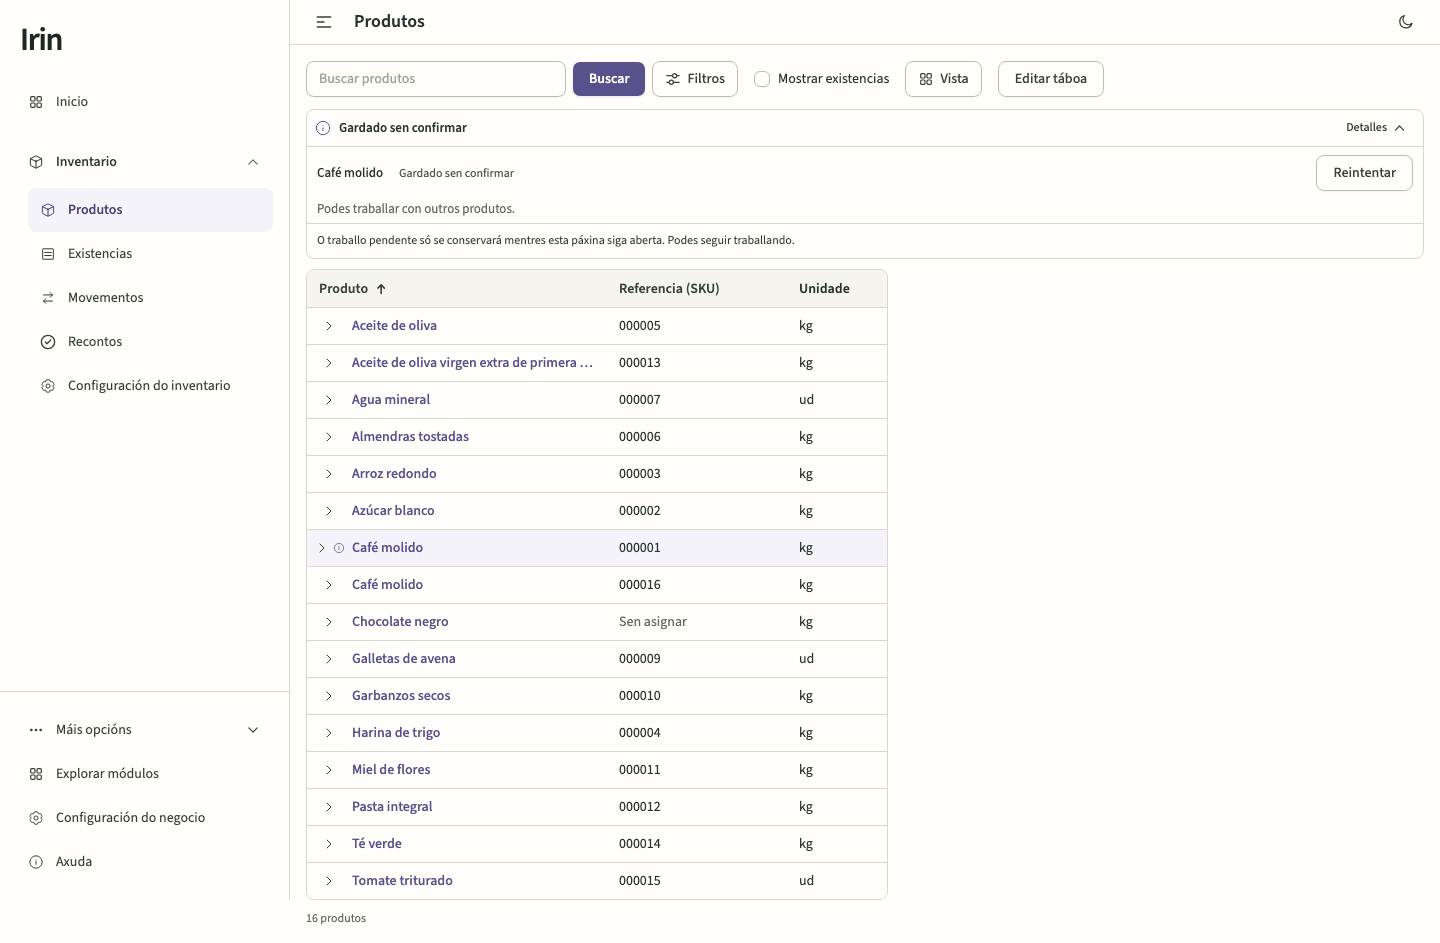 Irin
Produtos
Inicio
Inventario
Produtos
Existencias
Movementos
Recontos
Configuración do inventario
Máis opcións
Explorar módulos
Configuración do negocio
Axuda
Buscar produtos
Buscar
Filtros
Mostrar existencias
Vista
Editar táboa
Gardado sen confirmar
Detalles
Café molido Gardado sen confirmar
Reintentar
Podes traballar con outros produtos.
O traballo pendente só se conservará mentres esta páxina siga aberta. Podes seguir traballando.
Produto Referencia (SKU) Unidade
Aceite de oliva 000005 kg
Aceite de oliva virgen extra de primera … 000013 kg
Agua mineral 000007 ud
Almendras tostadas 000006 kg
Arroz redondo 000003 kg
Azúcar blanco 000002 kg
Café molido 000001 kg
Café molido 000016 kg
Chocolate negro Sen asignar kg
Galletas de avena 000009 ud
Garbanzos secos 000010 kg
Harina de trigo 000004 kg
Miel de flores 000011 kg
Pasta integral 000012 kg
Té verde 000014 kg
Tomate triturado 000015 ud
16 produtos